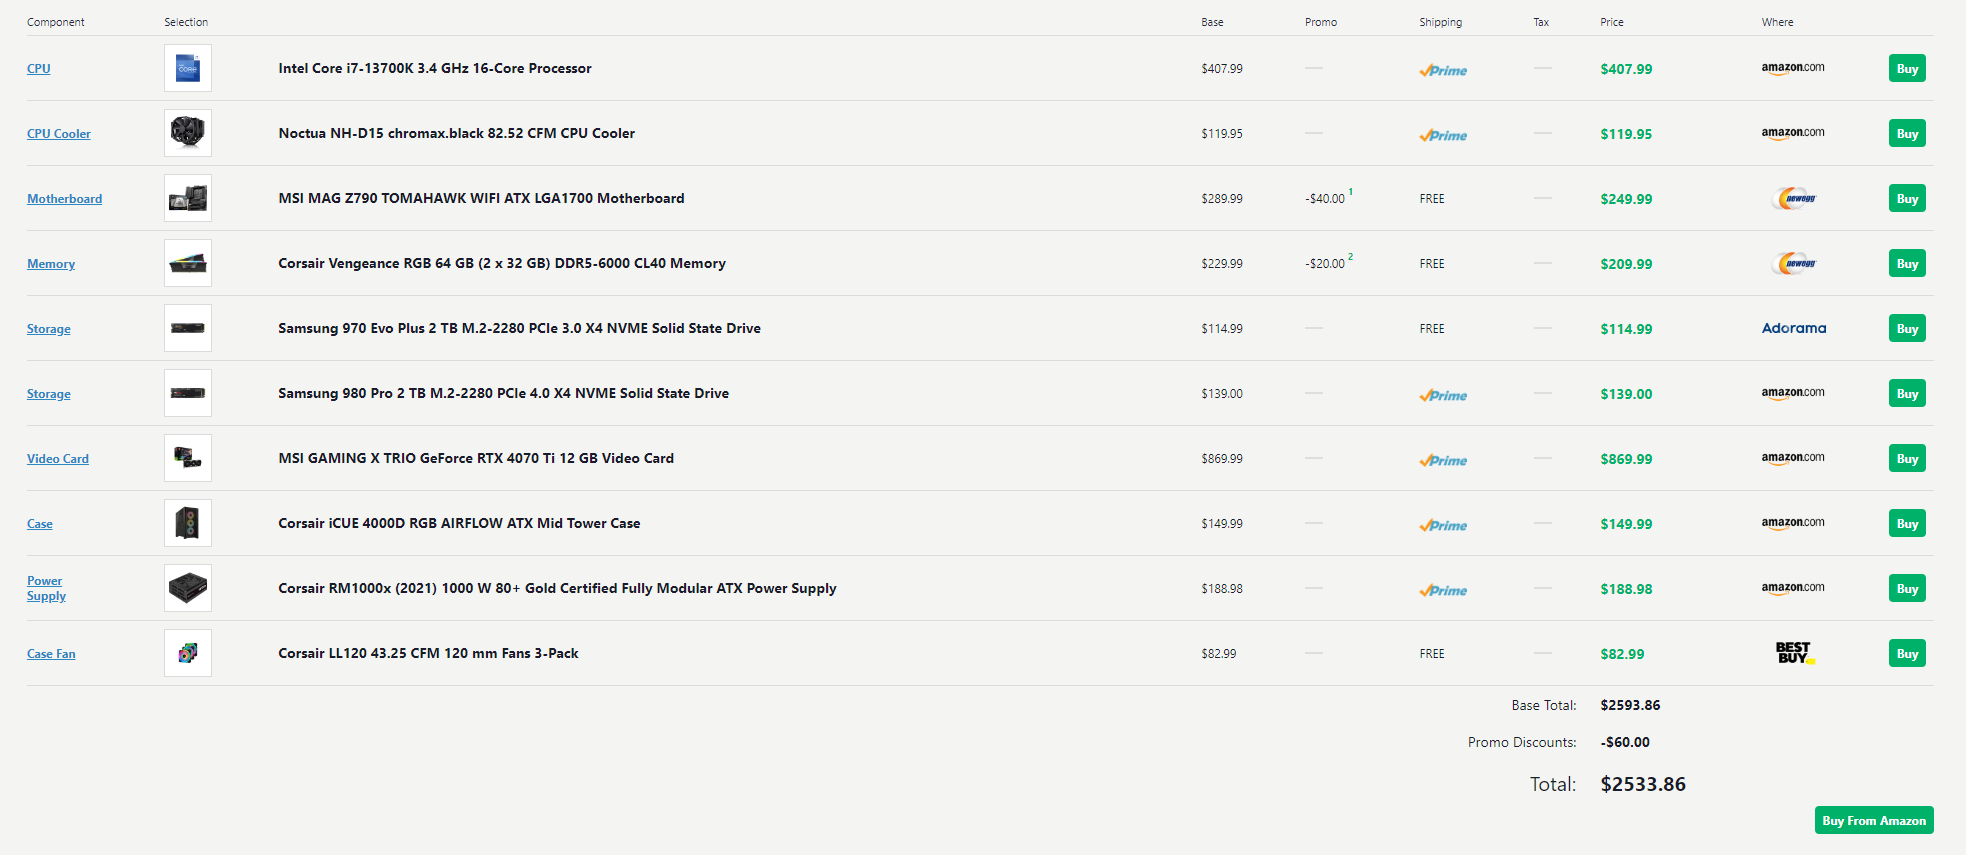 Component Selection Base Promo Shipping Tax Price Where
CPU Intel Core i7-13700K 3.4 GHz 16-Core Processor $407.99 — Prime — $407.99 amazon.com Buy
CPU Cooler Noctua NH-D15 chromax.black 82.52 CFM CPU Cooler $119.95 — Prime — $119.95 amazon.com Buy
Motherboard MSI MAG Z790 TOMAHAWK WIFI ATX LGA1700 Motherboard $289.99 -$40.00 1 FREE — $249.99 newegg Buy
Memory Corsair Vengeance RGB 64 GB (2 x 32 GB) DDR5-6000 CL40 Memory $229.99 -$20.00 2 FREE — $209.99 newegg Buy
Storage Samsung 970 Evo Plus 2 TB M.2-2280 PCIe 3.0 X4 NVME Solid State Drive $114.99 — FREE — $114.99 Adorama Buy
Storage Samsung 980 Pro 2 TB M.2-2280 PCIe 4.0 X4 NVME Solid State Drive $139.00 — Prime — $139.00 amazon.com Buy
Video Card MSI GAMING X TRIO GeForce RTX 4070 Ti 12 GB Video Card $869.99 — Prime — $869.99 amazon.com Buy
Case Corsair iCUE 4000D RGB AIRFLOW ATX Mid Tower Case $149.99 — Prime — $149.99 amazon.com Buy
Power
Supply Corsair RM1000x (2021) 1000 W 80+ Gold Certified Fully Modular ATX Power Supply $188.98 — Prime — $188.98 amazon.com Buy
Case Fan Corsair LL120 43.25 CFM 120 mm Fans 3-Pack $82.99 — FREE — $82.99 BEST BUY Buy
Base Total: $2593.86
Promo Discounts: -$60.00
Total: $2533.86
Buy From Amazon